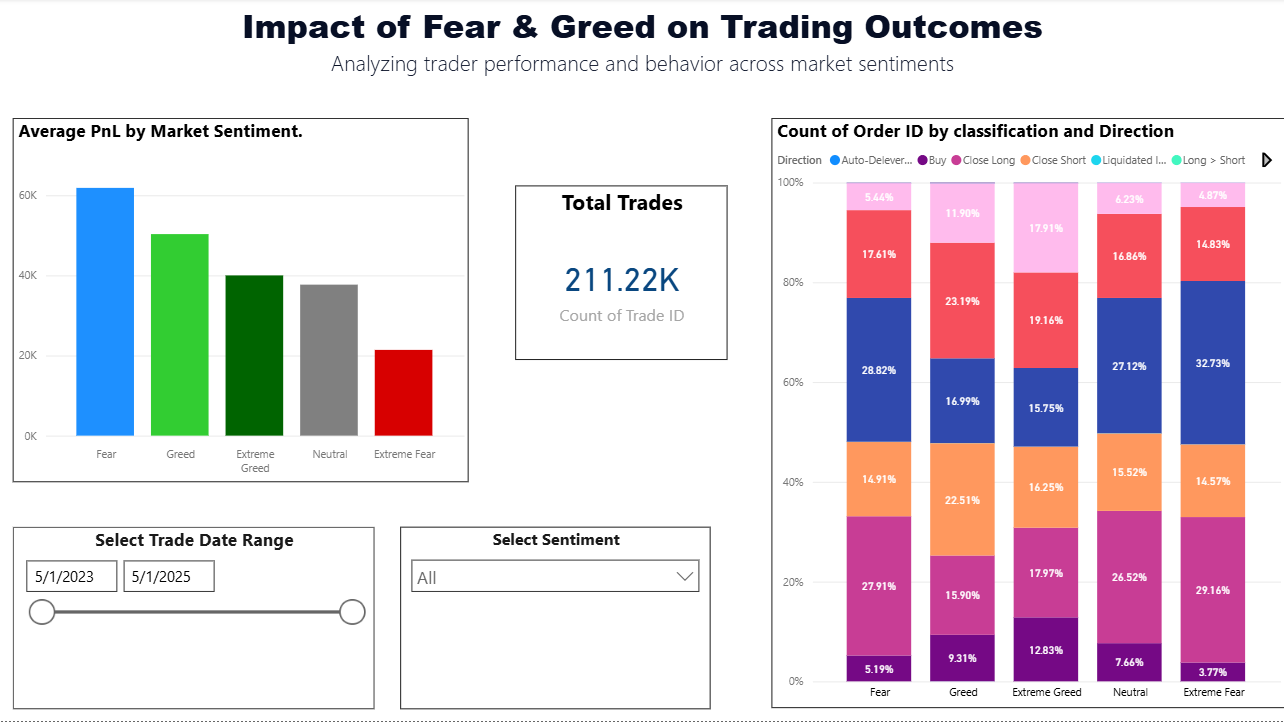 Impact of Fear & Greed on Trading Outcomes
Analyzing trader performance and behavior across market sentiments
Average PnL by Market Sentiment.
60K
40K
20K
0K
Fear
Greed
Extreme
Greed
Neutral
Extreme Fear
Total Trades
211.22K
Count of Trade ID
Select Trade Date Range
5/1/2023
5/1/2025
Select Sentiment
All
Count of Order ID by classification and Direction
Direction Auto-Delever... Buy Close Long Close Short Liquidated I... Long > Short
100%
80%
60%
40%
20%
0%
5.44%
17.61%
28.82%
14.91%
27.91%
5.19%
Fear
11.90%
23.19%
16.99%
22.51%
15.90%
9.31%
Greed
17.91%
19.16%
15.75%
16.25%
17.97%
12.83%
Extreme Greed
6.23%
16.86%
27.12%
15.52%
26.52%
7.66%
Neutral
4.87%
14.83%
32.73%
14.57%
29.16%
3.77%
Extreme Fear